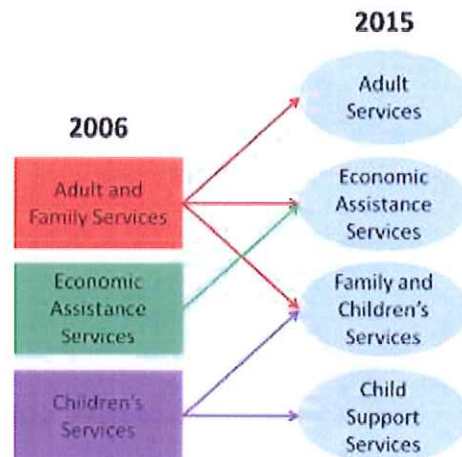 2015
2006
Adult and
Family Services
Economic
Assistance
Services
Children's
Services
Adult
Services
Economic
Assistance
Services
Family and
Children's
Services
Child
Support
Services